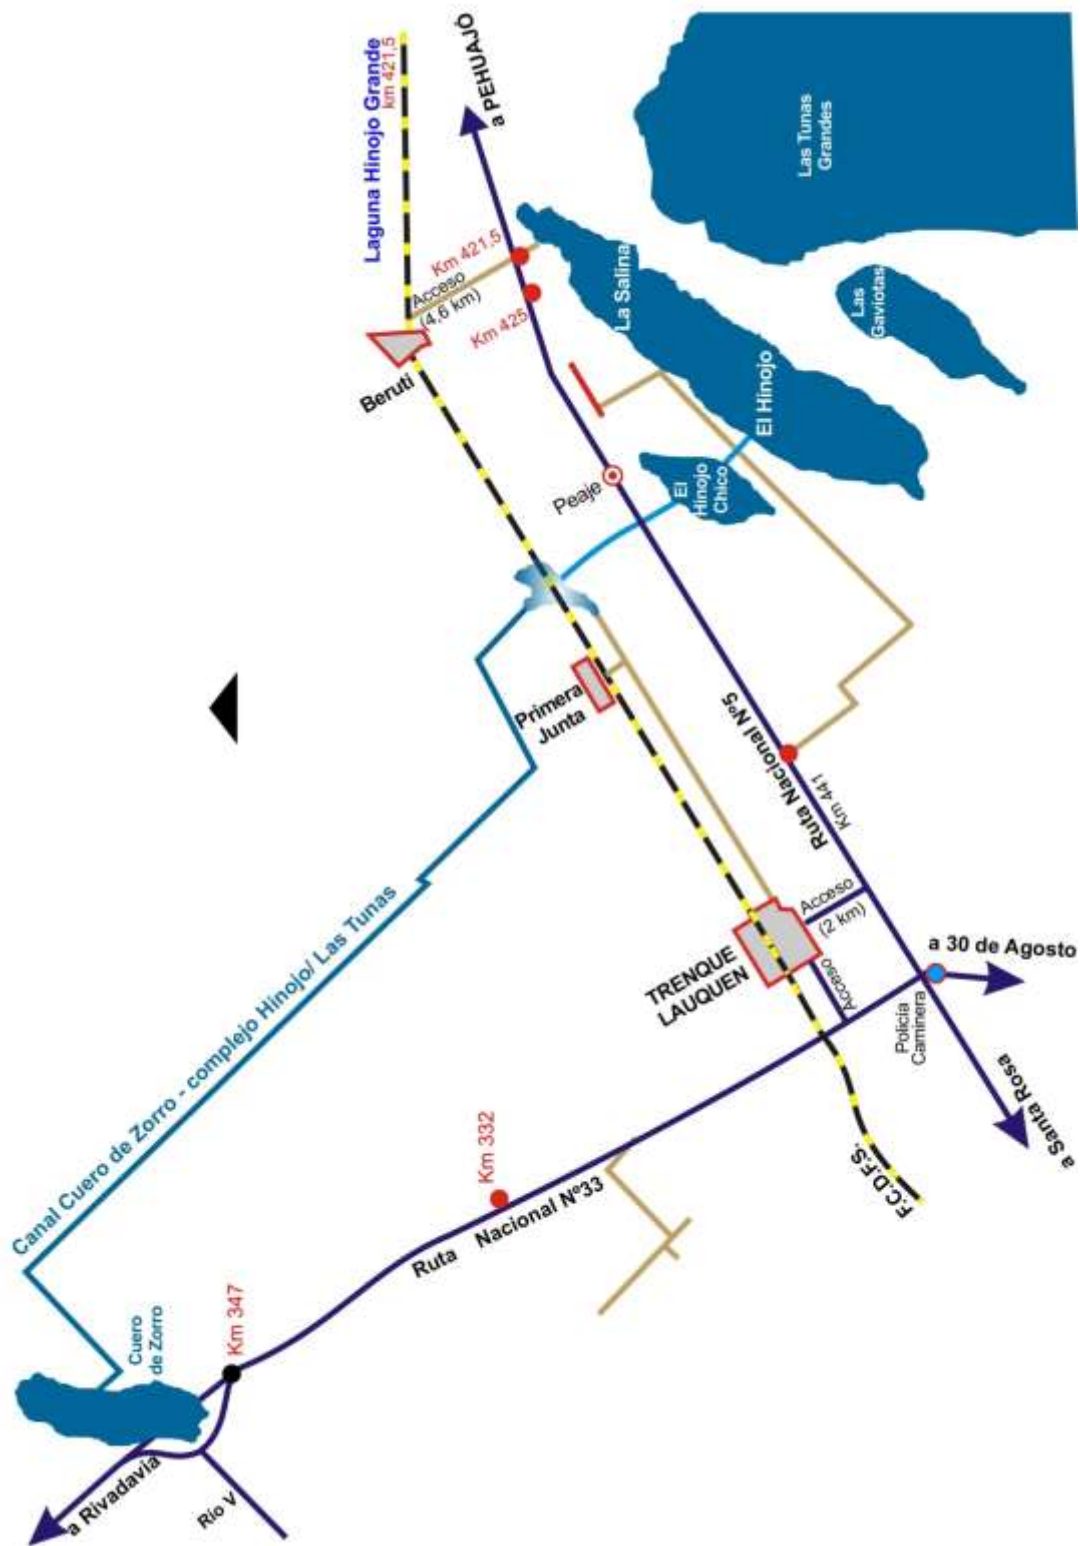 Laguna Hinojo Grande
km 421,5
a PEHUAJÒ
Las Tunas
Grandes
Km 421,5
Acceso
(4,6 km)
Km 425
La Salina
Las
Gaviotas
Beruti
El Hinojo
Peaje
El
Hinojo
Chico
Primera
Junta
Ruta Nacional Nº5
Km 441
Canal Cuero de Zorro - complejo Hinojo/ Las Tunas
TRENQUE
LAUQUEN
Acceso
(2 km)
Acceso
a 30 de Agosto
Policía
Caminera
a Santa Rosa
F.C.D.F.S.
Km 332
Ruta Nacional Nº33
Cuero
de Zorro
Km 347
a Rivadavia
Río V